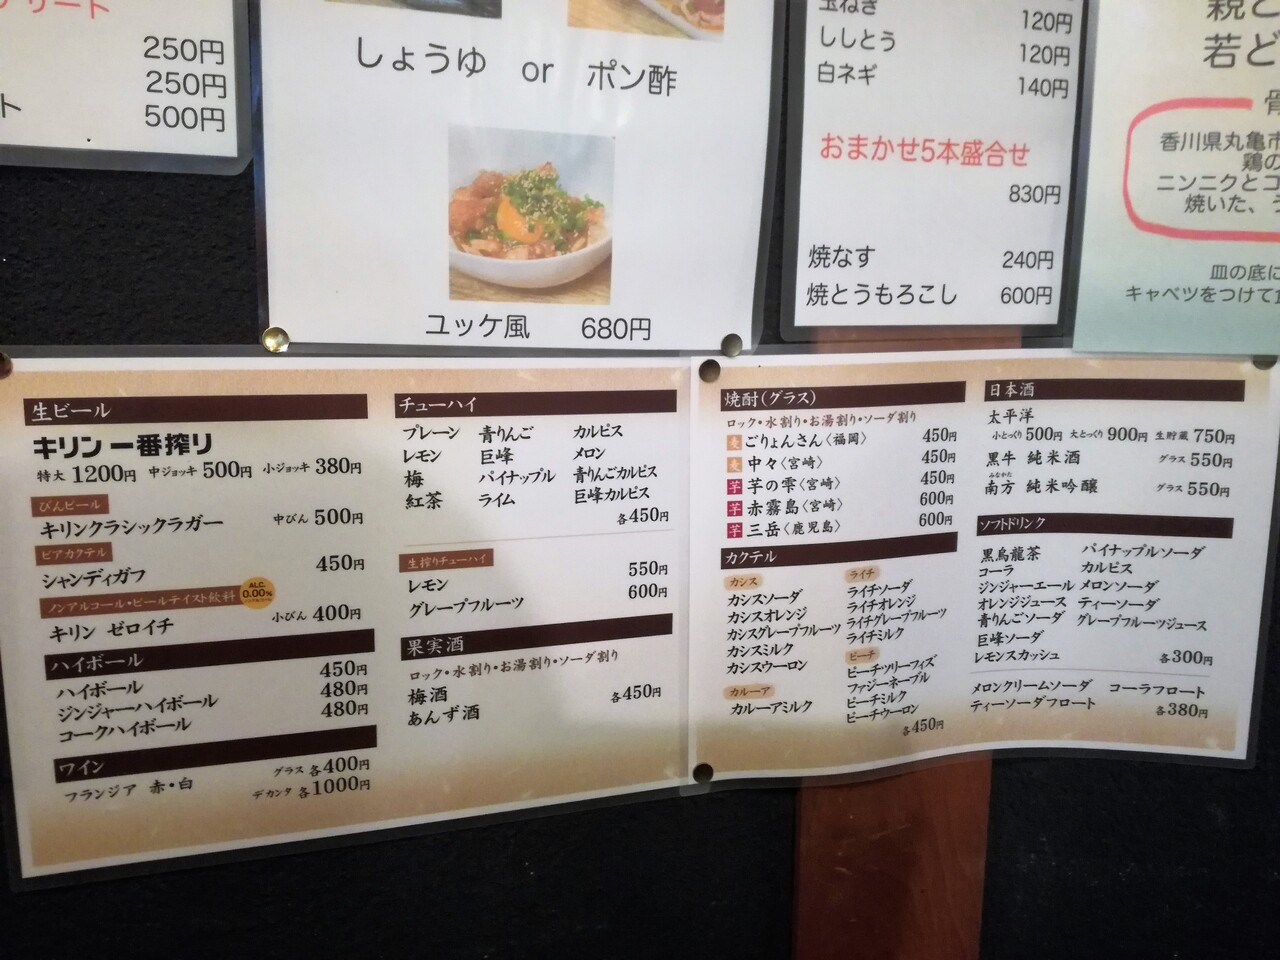 リート
250円
250円
ト 500円
しょうゆ or ポン酢
ユッケ風 680円
玉ねぎ 120円
ししとう 120円
白ネギ 140円
おまかせ5本盛合せ
830円
焼なす 240円
焼とうもろこし 600円
親
若ど
骨
香川県丸亀市
鶏の
ニンニクとコ
焼いた、
皿の底に
キャベツをつけて
生ビール
キリン一番搾り
特大 1200円 中ジョッキ 500円 小ジョッキ 380円
びんビール
キリンクラシックラガー 中びん 500円
ビアカクテル
シャンディガフ 450円
ノンアルコール・ビールテイスト飲料 ALC. 0.00%
キリン ゼロイチ 小びん 400円
ハイボール
ハイボール 450円
ジンジャーハイボール 480円
コークハイボール 480円
ワイン
フランジア 赤・白 グラス 各400円
デカンタ 各1000円
チューハイ
プレーン 青りんご カルピス
レモン 巨峰 メロン
梅 パイナップル 青りんごカルピス
紅茶 ライム 巨峰カルピス
各450円
生搾りチューハイ
レモン 550円
グレープフルーツ 600円
果実酒
ロック・水割り・お湯割り・ソーダ割り
梅酒 各450円
あんず酒
焼酎(グラス)
ロック・水割り・お湯割り・ソーダ割り
麦 ごりょんさん〈福岡〉 450円
麦 中々〈宮崎〉 450円
芋 芋の雫〈宮崎〉 450円
芋 赤霧島〈宮崎〉 600円
芋 三岳〈鹿児島〉 600円
カクテル
カシス
カシスソーダ
カシスオレンジ
カシスグレープフルーツ
カシスミルク
カシスウーロン
カルーア
カルーアミルク
ライチ
ライチソーダ
ライチオレンジ
ライチグレープフルーツ
ライチミルク
ピーチ
ピーチツリーフィズ
ファジーネーブル
ピーチミルク
ピーチウーロン
各450円
日本酒
太平洋
小とっくり 500円 大とっくり 900円 生貯蔵 750円
黒牛 純米酒 グラス 550円
みなかた
南方 純米吟醸 グラス 550円
ソフトドリンク
黒烏龍茶 パイナップルソーダ
コーラ カルピス
ジンジャーエール メロンソーダ
オレンジジュース ティーソーダ
青りんごソーダ グレープフルーツジュース
巨峰ソーダ
レモンスカッシュ 各300円
メロンクリームソーダ コーラフロート
ティーソーダフロート 各380円